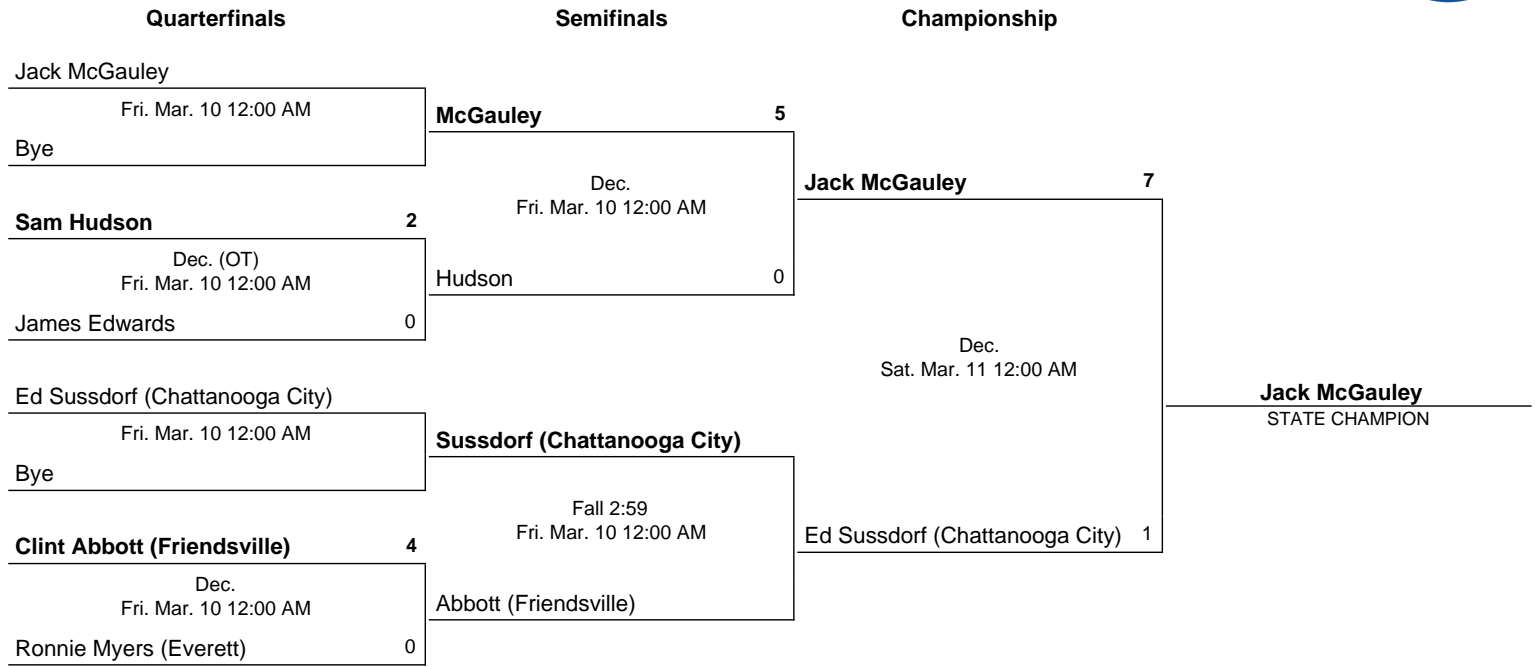 Quarterfinals Semifinals Championship
Jack McGauley
Fri. Mar. 10 12:00 AM
Bye
Sam Hudson 2
Dec. (OT)
Fri. Mar. 10 12:00 AM
James Edwards 0
Ed Sussdorf (Chattanooga City)
Fri. Mar. 10 12:00 AM
Bye
Clint Abbott (Friendsville) 4
Dec.
Fri. Mar. 10 12:00 AM
Ronnie Myers (Everett) 0
McGauley 5
Dec.
Fri. Mar. 10 12:00 AM
Hudson 0
Sussdorf (Chattanooga City)
Fall 2:59
Fri. Mar. 10 12:00 AM
Abbott (Friendsville)
Jack McGauley 7
Dec.
Sat. Mar. 11 12:00 AM
Ed Sussdorf (Chattanooga City) 1
Jack McGauley
STATE CHAMPION